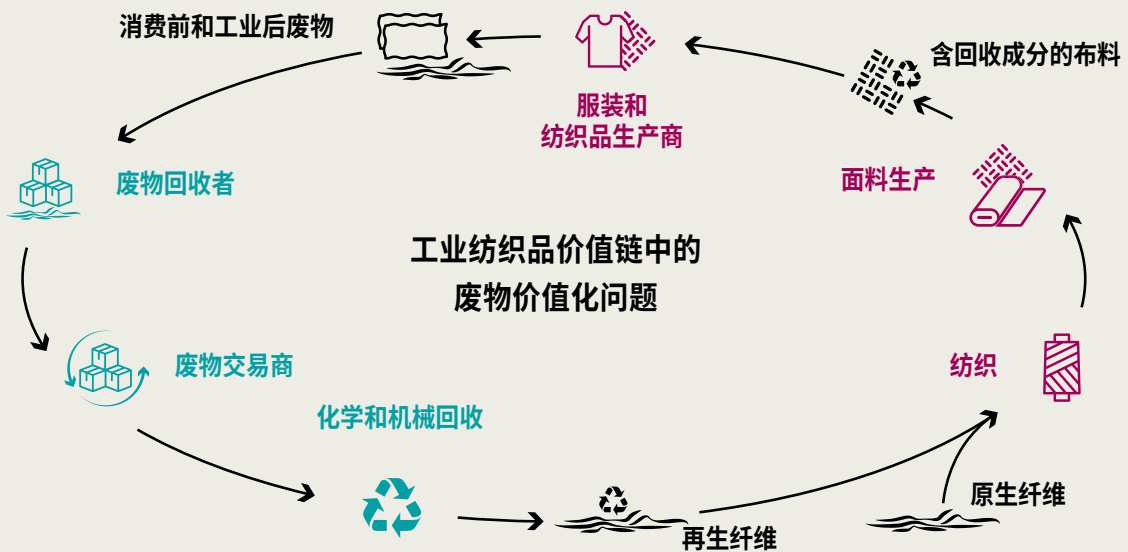 消费前和工业后废物
含回收成分的布料
服装和
纺织品生产商
废物回收者
面料生产
工业纺织品价值链中的
废物价值化问题
废物交易商
纺织
化学和机械回收
原生纤维
再生纤维